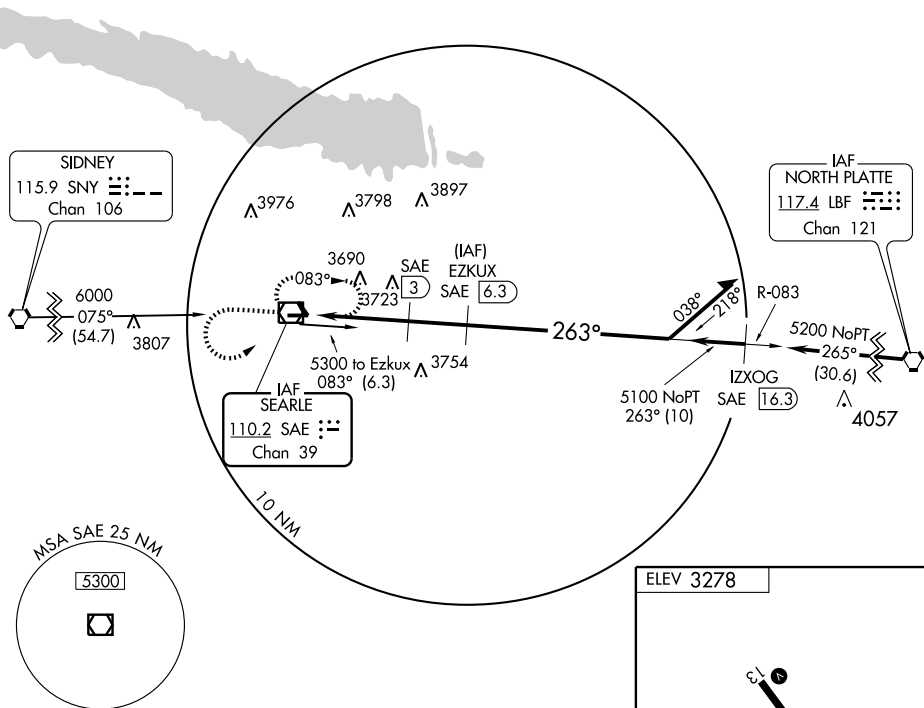 SIDNEY
115.9 SNY
Chan 106
IAF
NORTH PLATTE
117.4 LBF
Chan 121
3976
3798
3897
3690
083°
3723
SAE
3
(IAF)
EZKUX
SAE 6.3
6000
075°
(54.7)
3807
263°
038°
218°
R-083
5200 NoPT
265°
(30.6)
4057
5300 to Ezkux
083° (6.3)
3754
5100 NoPT
263° (10)
IZXOG
SAE 16.3
IAF
SEARLE
110.2 SAE
Chan 39
10 NM
MSA SAE 25 NM
5300
ELEV 3278
13
V